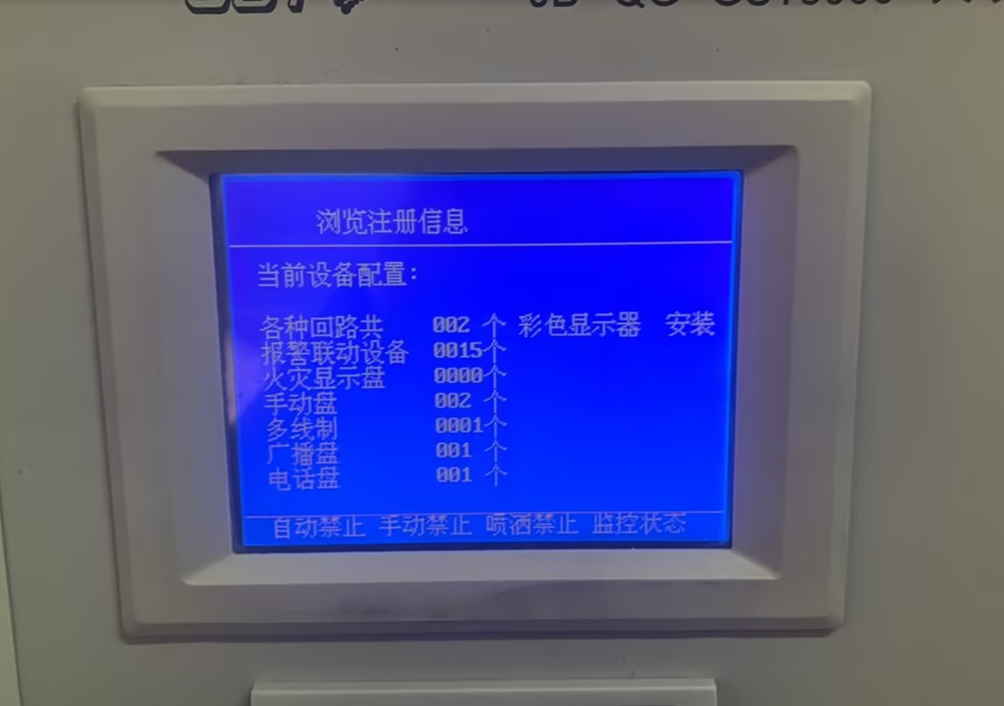 浏览注册信息
当前设备配置:
各种回路共 002 个 彩色显示器 安装
报警联动设备 0015个
火灾显示盘 0000个
手动盘 002 个
多线制 0001个
广播盘 001 个
电话盘 001 个
自动禁止 手动禁止 喷洒禁止 监控状态